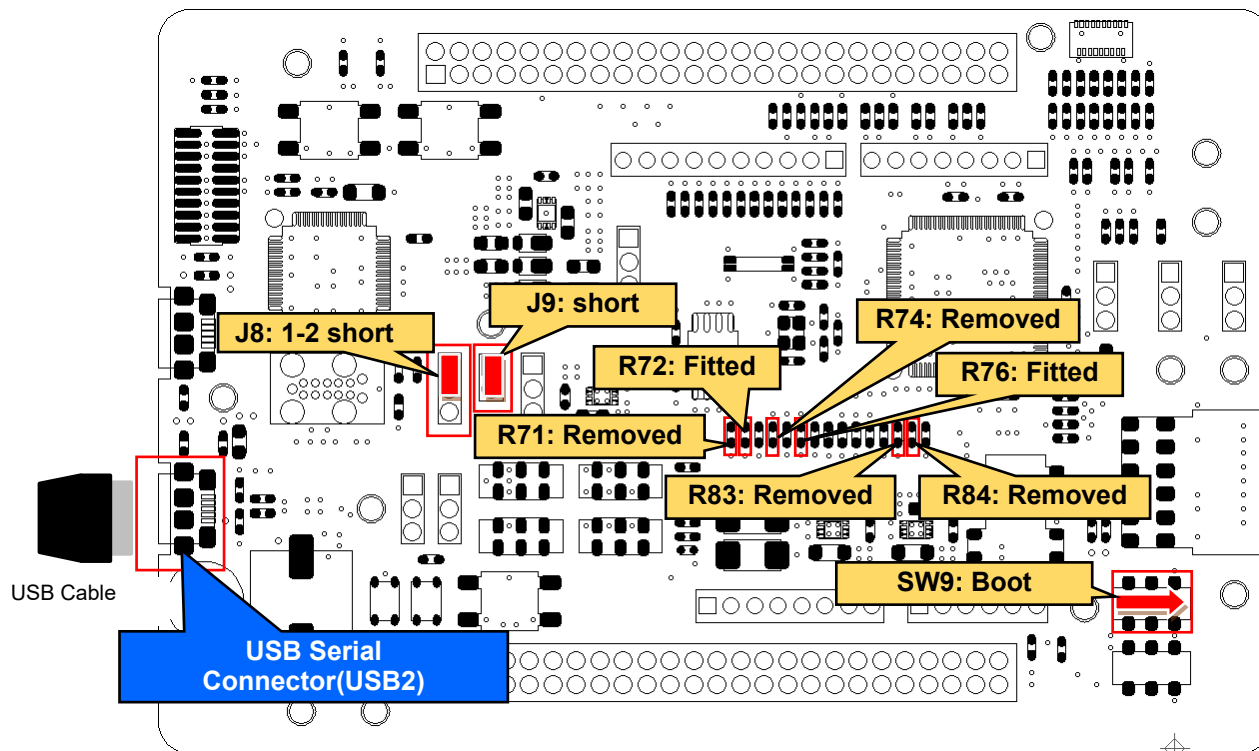 J9: short
J8: 1-2 short
R74: Removed
R72: Fitted
R76: Fitted
R71: Removed
R83: Removed
R84: Removed
USB Cable
SW9: Boot
USB Serial
Connector(USB2)